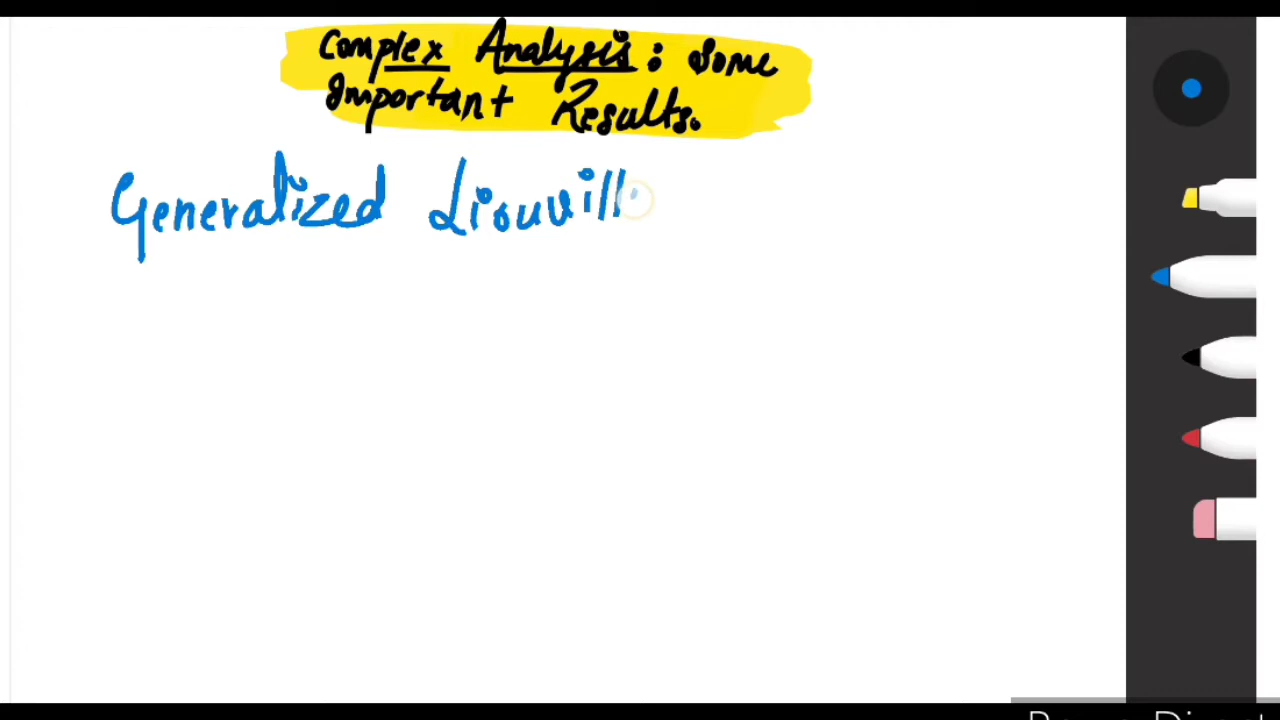 Complex Analysis: Some
Important Results.
Generalized Liouvill